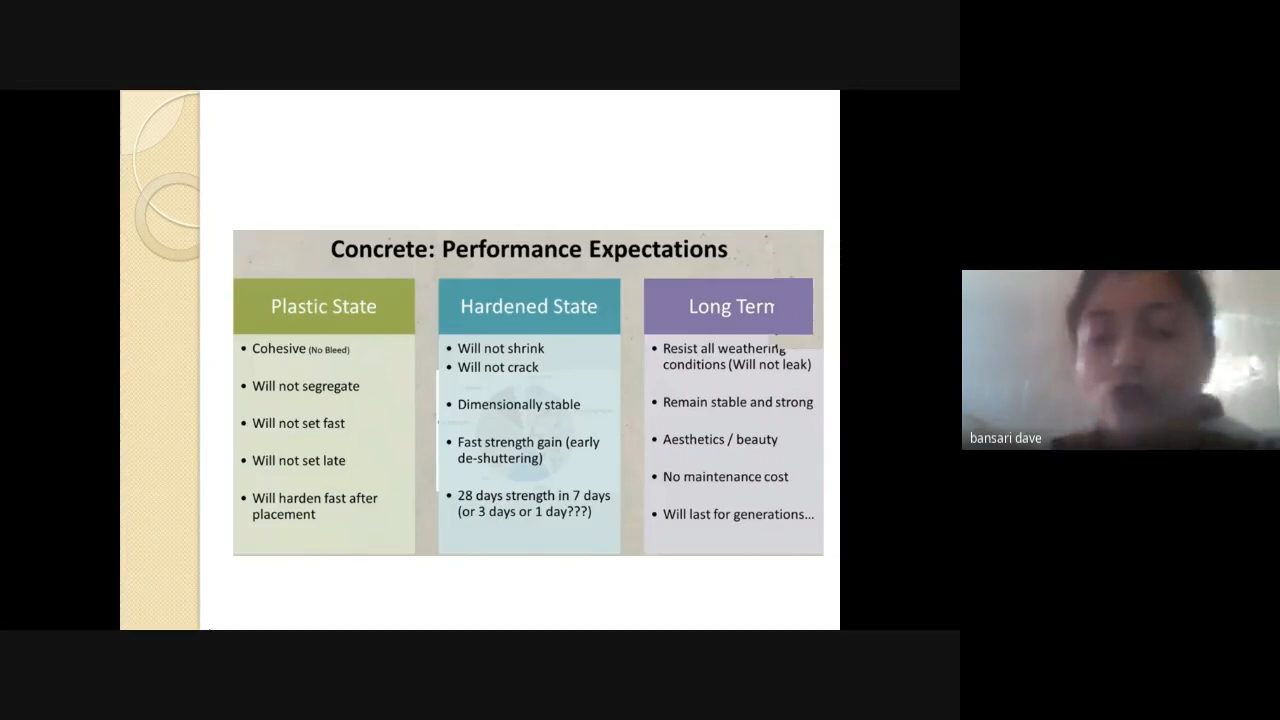 Concrete: Performance Expectations
Plastic State
• Cohesive (No Bleed)
• Will not segregate
• Will not set fast
• Will not set late
• Will harden fast after
placement
Hardened State
• Will not shrink
• Will not crack
• Dimensionally stable
• Fast strength gain (early
de-shuttering)
• 28 days strength in 7 days
(or 3 days or 1 day???)
Long Term
• Resist all weathering
conditions (Will not leak)
• Remain stable and strong
• Aesthetics / beauty
• No maintenance cost
• Will last for generations...
bansari dave